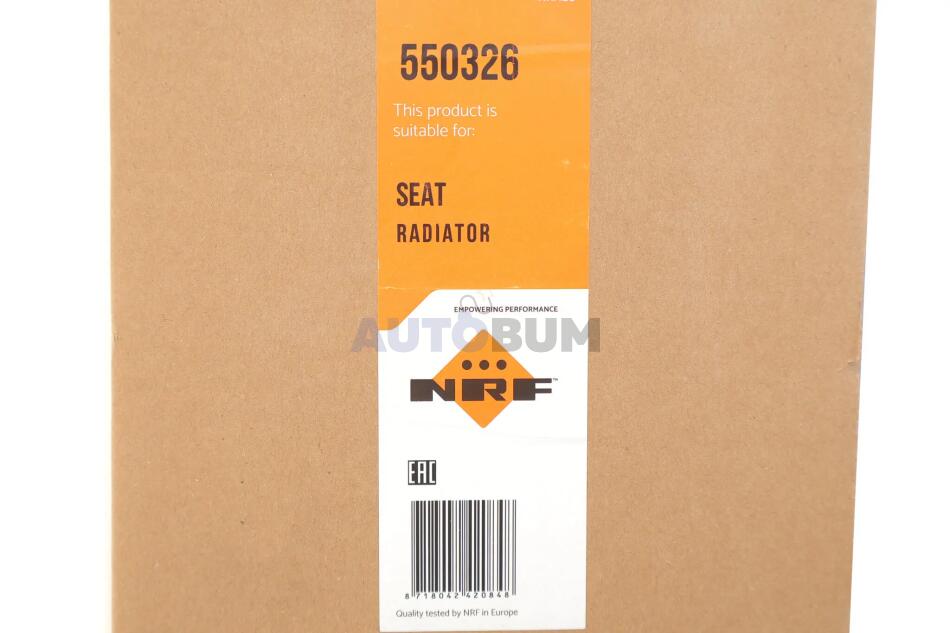 550326
This product is
suitable for:
SEAT
RADIATOR
EMPOWERING PERFORMANCE
AUTOBUM
NRF™
EAC
8 718042 420848
Quality tested by NRF in Europe